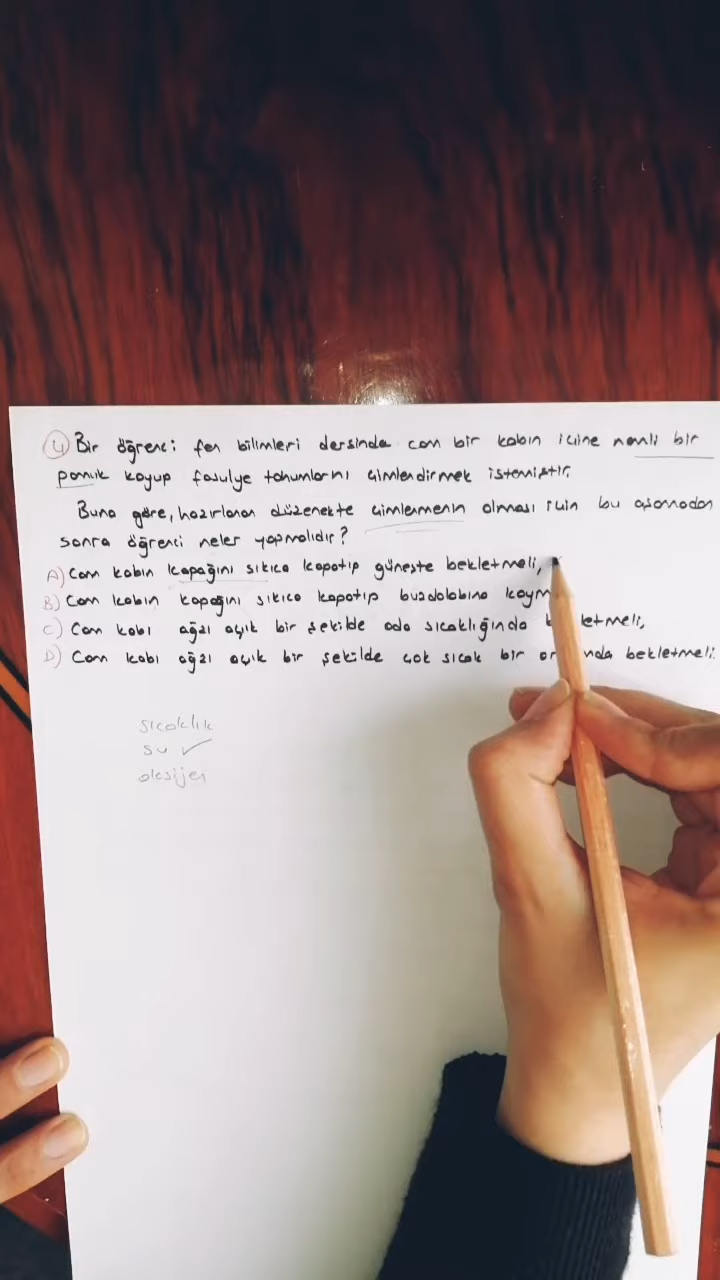 4) Bir öğrenci fen bilimleri dersinde cam bir kabın içine nemli bir
pamuk koyup fasulye tohumlarını çimlendirmek istemiştir.
Buna göre, hazırlanan düzenekte çimlenmenin olması için bu aşamadan
sonra öğrenci neler yapmalıdır?
A) Cam kabın kapağını sıkıca kapatıp güneşte bekletmeli,
B) Cam kabın kapağını sıkıca kapatıp buzdolabına
C) Cam kabı ağzı açık bir şekilde oda sıcaklığında
D) Cam kabı ağzı açık bir şekilde çok sıcak bir bekletmeli.
sıcaklık
su ✓
oksijen